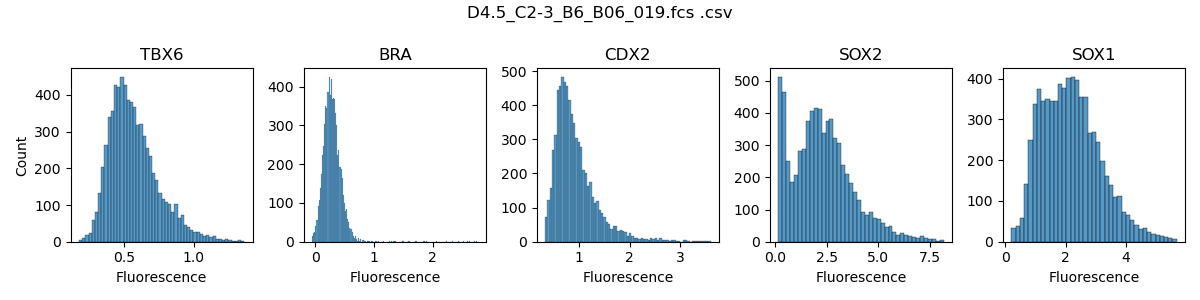 D4.5_C2-3_B6_B06_019.fcs .csv
TBX6 BRA CDX2 SOX2 SOX1
Count
400 300 200 100 0
0.5 1.0
Fluorescence
400 300 200 100 0
0 1 2
Fluorescence
500 400 300 200 100 0
1 2 3
Fluorescence
500 400 300 200 100 0
0.0 2.5 5.0 7.5
Fluorescence
400 300 200 100 0
0 2 4
Fluorescence